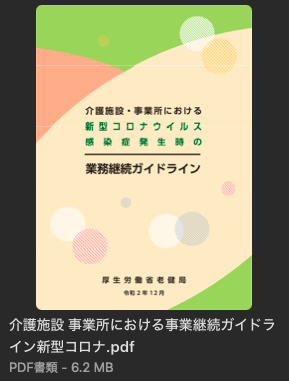 介護施設・事業所における
新型コロナウイルス
感染症発生時の
業務継続ガイドライン
厚生労働省老健局
令和2年12月
介護施設 事業所における事業継続ガイドラ
イン新型コロナ.pdf
PDF書類 - 6.2 MB